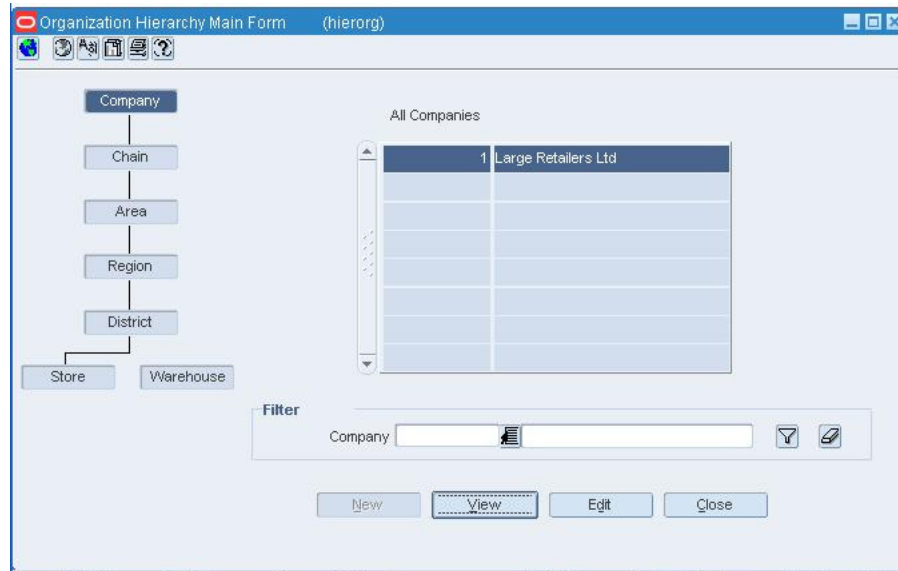 Organization Hierarchy Main Form (hierorg)
Company
All Companies
Chain
1 Large Retailers Ltd
Area
Region
District
Store Warehouse
Filter
Company
New View Edit Close